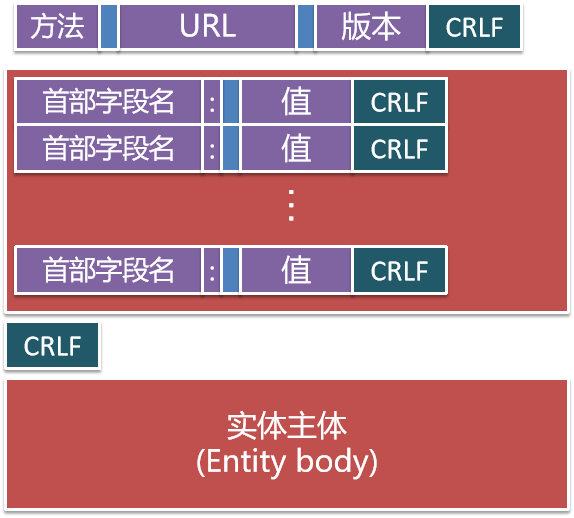 方法 URL 版本 CRLF
首部字段名 : 值 CRLF
首部字段名 : 值 CRLF
⋮
首部字段名 : 值 CRLF
CRLF
实体主体
(Entity body)